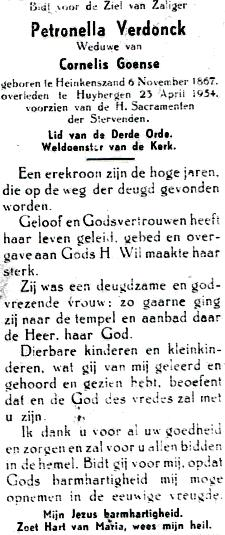 Bidt voor de Ziel van Zaliger
Petronella Verdonck
Weduwe van
Cornelis Goense
geboren te Heinkenszand 6 November 1867.
overleden te Huybergen 23 April 1954.
voorzien van de H. Sacramenten
der Stervenden.
Lid van de Derde Orde.
Weldoenster van de Kerk.
Een erekroon zijn de hoge jaren,
die op de weg der deugd gevonden
worden.
Geloof en Godsvertrouwen heeft
haar leven geleid, gebed en over-
gave aan Gods H Wil maakte haar
sterk.
Zij was een deugdzame en god-
vrezende vrouw; zo gaarne ging
zij naar de tempel en aanbad daar
de Heer, haar God.
Dierbare kinderen en kleinkin-
deren, wat gij van mij geleerd en
gehoord en gezien hebt, beoefent
dat en de God des vredes zal met
u zijn.
Ik dank u voor al uw goedheid
en zorgen en zal voor u allen bidden
in de hemel. Bidt gij voor mij, opdat
Gods barmhartigheid mij moge
opnemen in de eeuwige vreugde.
Mijn Jezus barmhartigheid.
Zoet Hart van Maria, wees mijn heil.